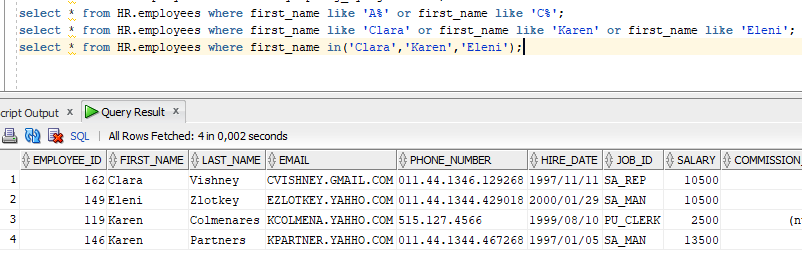 select * from HR.employees where first_name like 'A%' or first_name like 'C%';
select * from HR.employees where first_name like 'Clara' or first_name like 'Karen' or first_name like 'Eleni';
select * from HR.employees where first_name in('Clara','Karen','Eleni');
cript Output x Query Result x
SQL | All Rows Fetched: 4 in 0,002 seconds
EMPLOYEE_ID FIRST_NAME LAST_NAME EMAIL PHONE_NUMBER HIRE_DATE JOB_ID SALARY COMMISSION_
1 162 Clara Vishney CVISHNEY.GMAIL.COM 011.44.1346.129268 1997/11/11 SA_REP 10500
2 149 Eleni Zlotkey EZLOTKEY.YAHHO.COM 011.44.1344.429018 2000/01/29 SA_MAN 10500
3 119 Karen Colmenares KCOLMENA.YAHHO.COM 515.127.4566 1999/08/10 PU_CLERK 2500 (n
4 146 Karen Partners KPARTNER.YAHHO.COM 011.44.1344.467268 1997/01/05 SA_MAN 13500